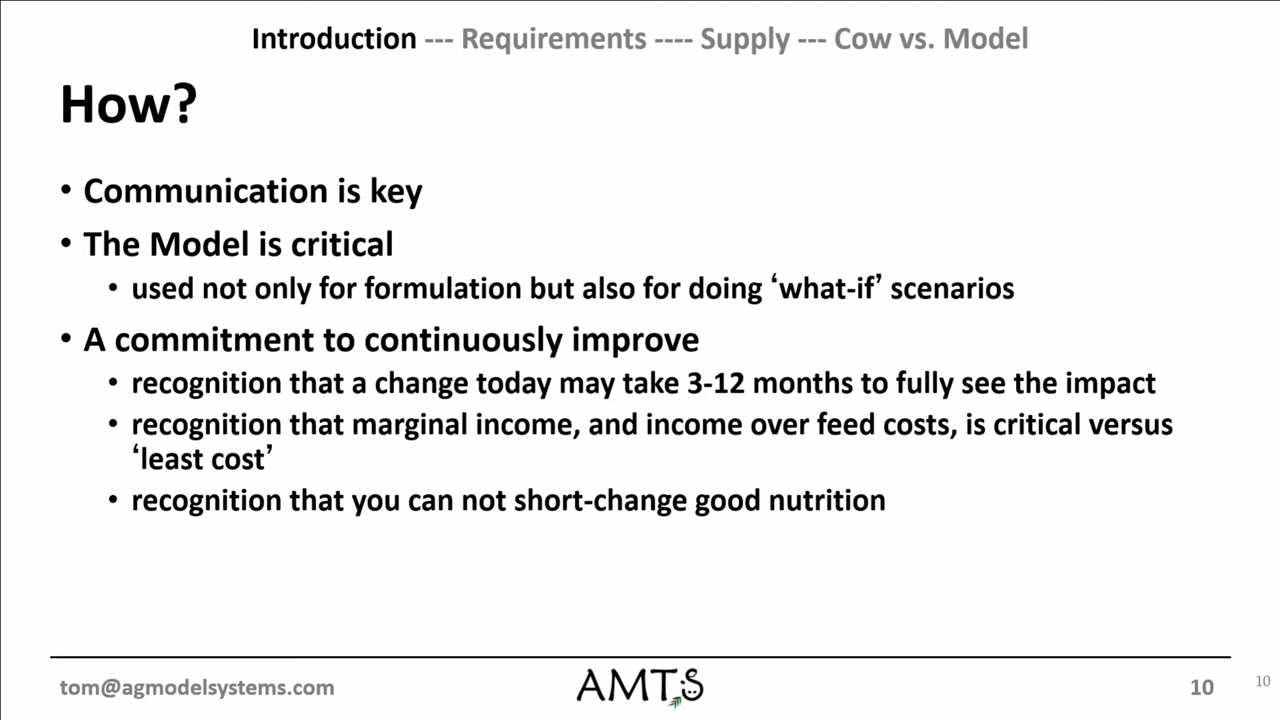 Introduction --- Requirements ---- Supply --- Cow vs. Model
How?
• Communication is key
• The Model is critical
• used not only for formulation but also for doing ‘what-if’ scenarios
• A commitment to continuously improve
• recognition that a change today may take 3-12 months to fully see the impact
• recognition that marginal income, and income over feed costs, is critical versus
‘least cost’
• recognition that you can not short-change good nutrition
tom@agmodelsystems.com
AMTS
10
10